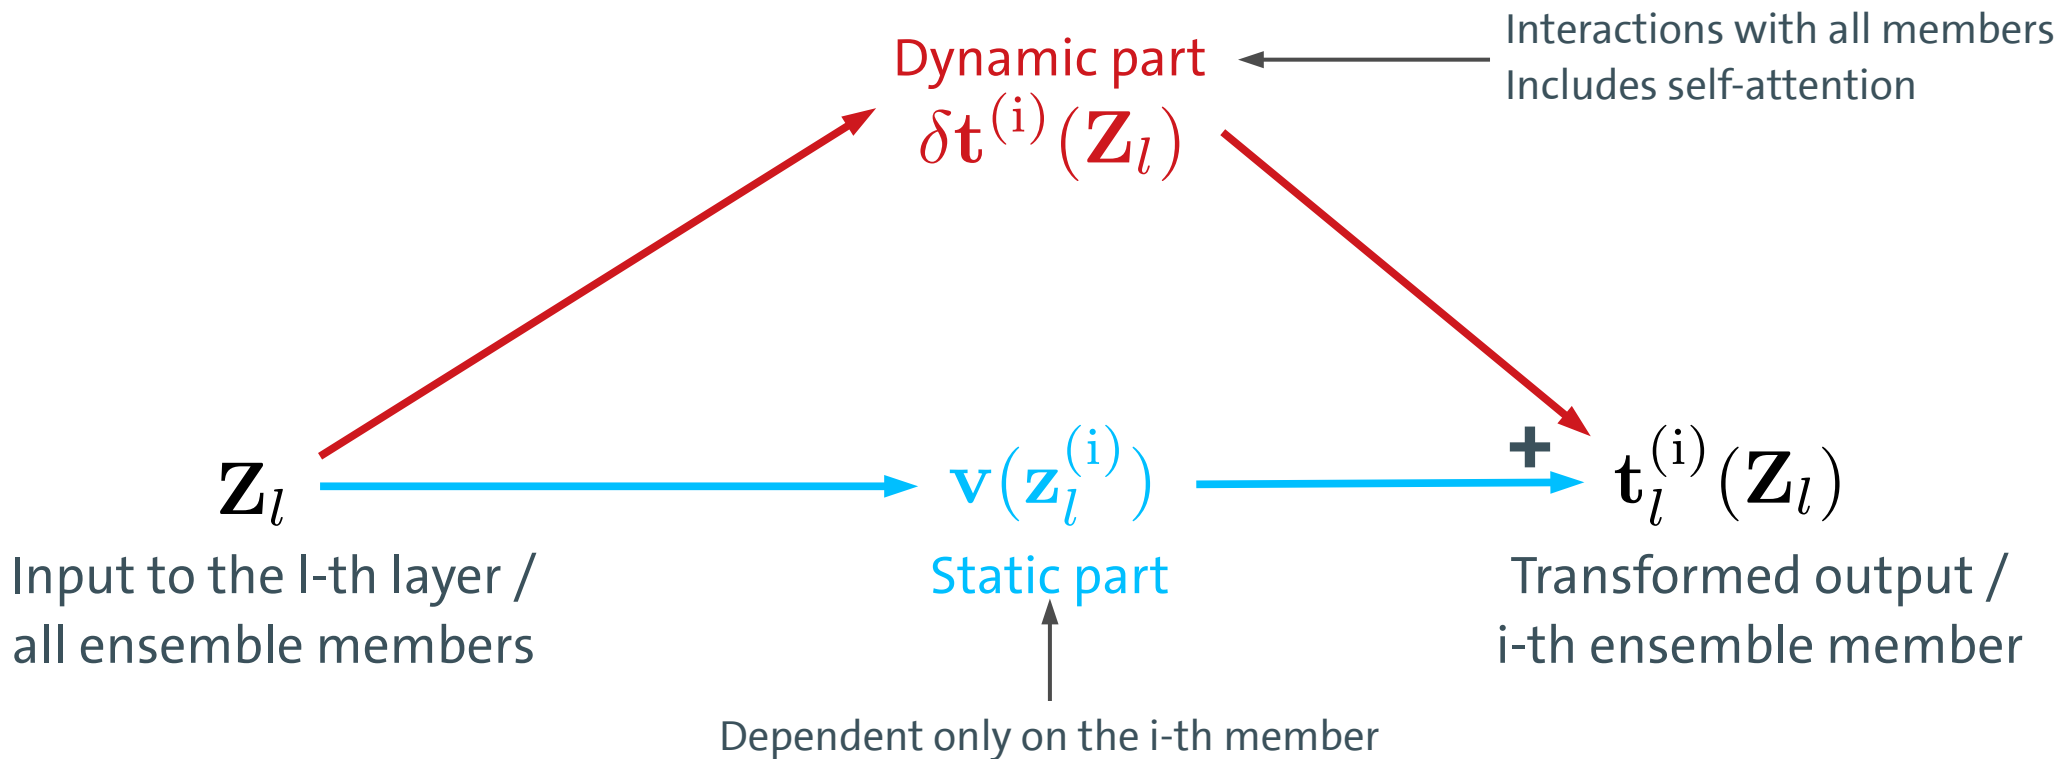 Interactions with all members
Includes self-attention
Dynamic part
δt^(i)(Z_l)
+
Z_l
v(z_l^(i))
t_l^(i)(Z_l)
Input to the l-th layer /
all ensemble members
Static part
Transformed output /
i-th ensemble member
Dependent only on the i-th member